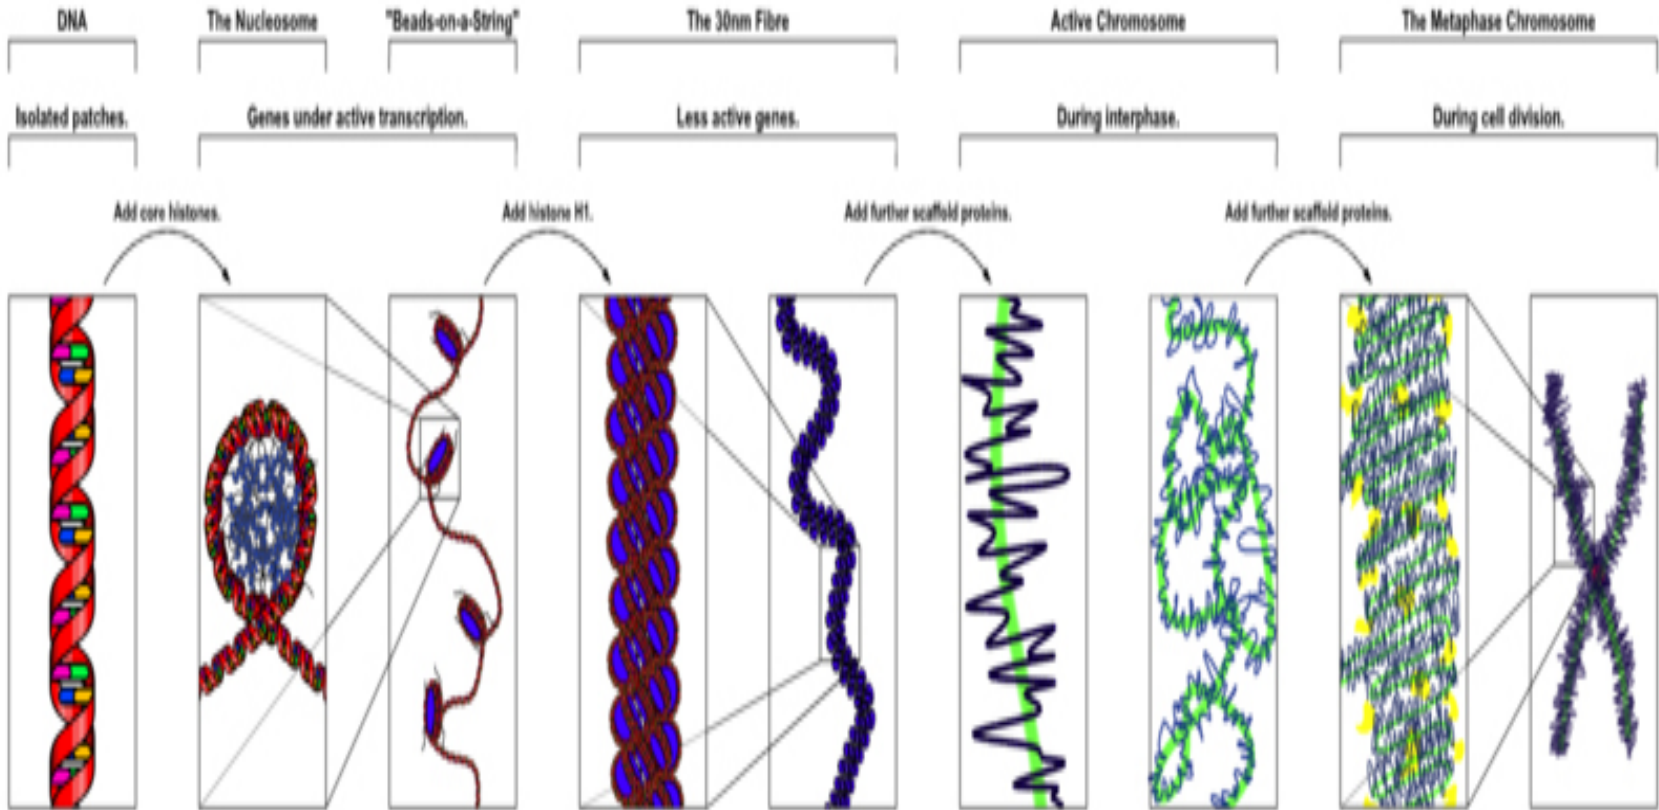 DNA
The Nucleosome
"Beads-on-a-String"
The 30nm Fibre
Active Chromosome
The Metaphase Chromosome
Isolated patches.
Genes under active transcription.
Less active genes.
During interphase.
During cell division.
Add core histones.
Add histone H1.
Add further scaffold proteins.
Add further scaffold proteins.